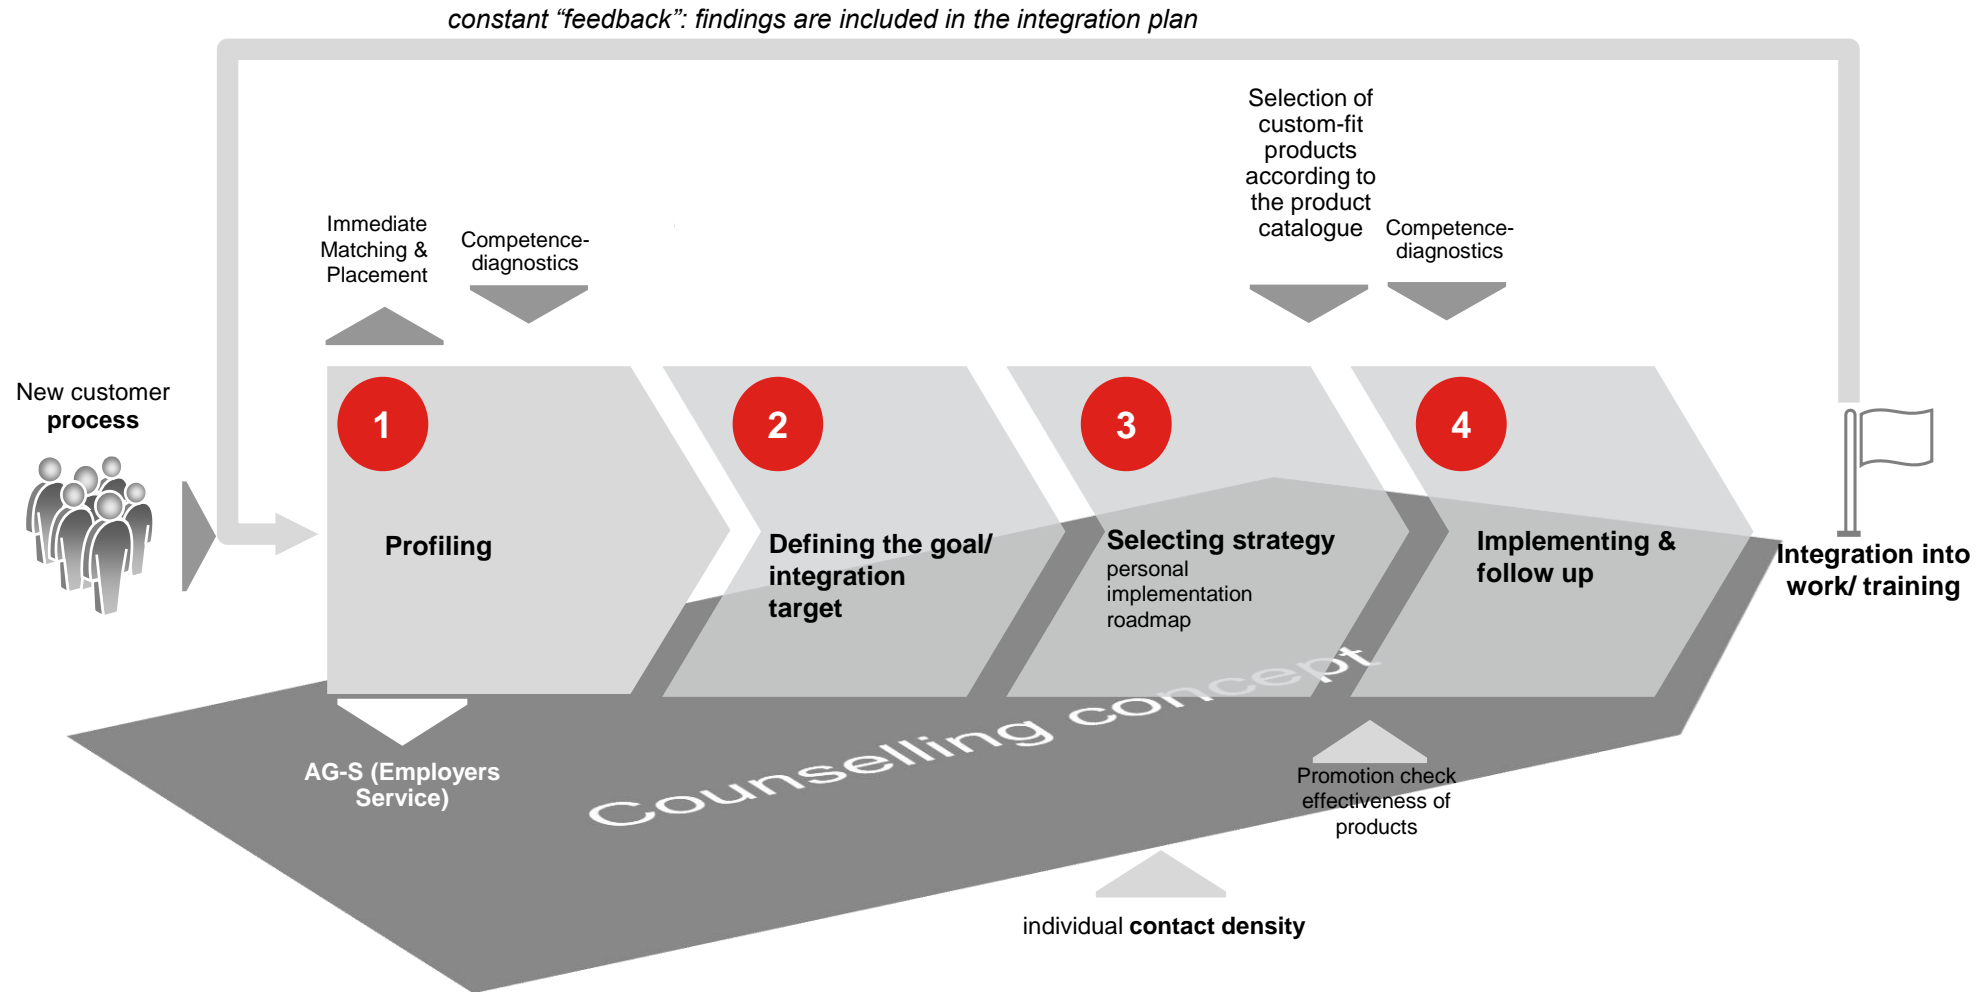 constant “feedback”: findings are included in the integration plan
Selection of
custom-fit
products
according to
the product
catalogue
Immediate
Matching &
Placement
Competence-
diagnostics
Competence-
diagnostics
New customer
process
1
2
3
4
Profiling
Defining the goal/
integration
target
Selecting strategy
personal
implementation
roadmap
Implementing &
follow up
Integration into
work/ training
Counselling concept
AG-S (Employers
Service)
Promotion check
effectiveness of
products
individual contact density